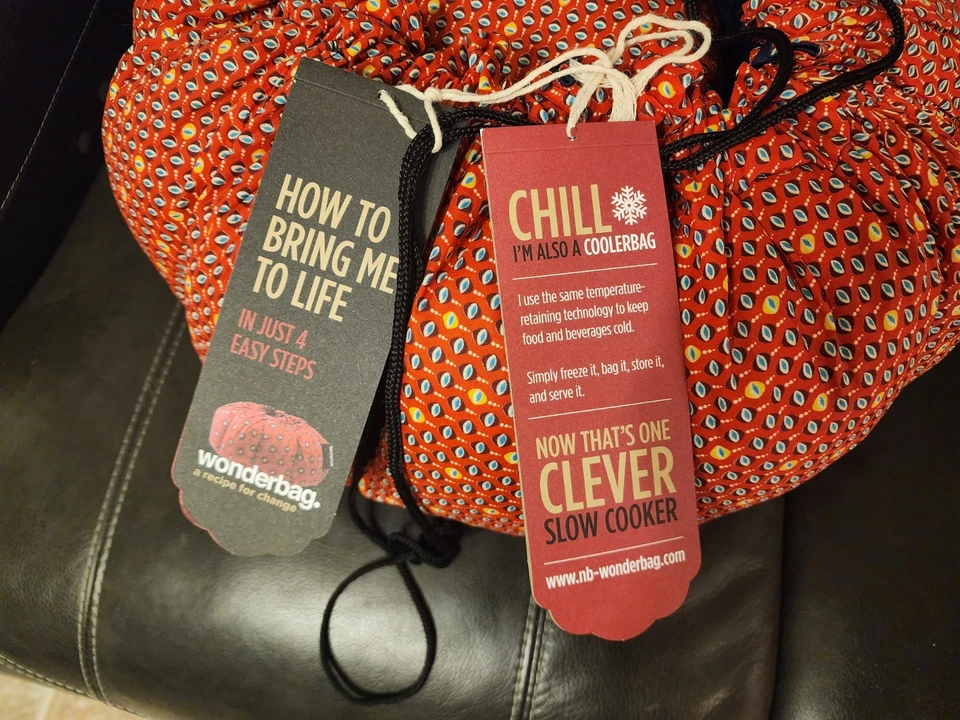 HOW TO
BRING ME
TO LIFE
IN JUST 4
EASY STEPS
wonderbag.
a recipe for change
CHILL
I'M ALSO A COOLERBAG
I use the same temperature-
retaining technology to keep
food and beverages cold.
Simply freeze it, bag it, store it,
and serve it.
NOW THAT'S ONE
CLEVER
SLOW COOKER
www.nb-wonderbag.com